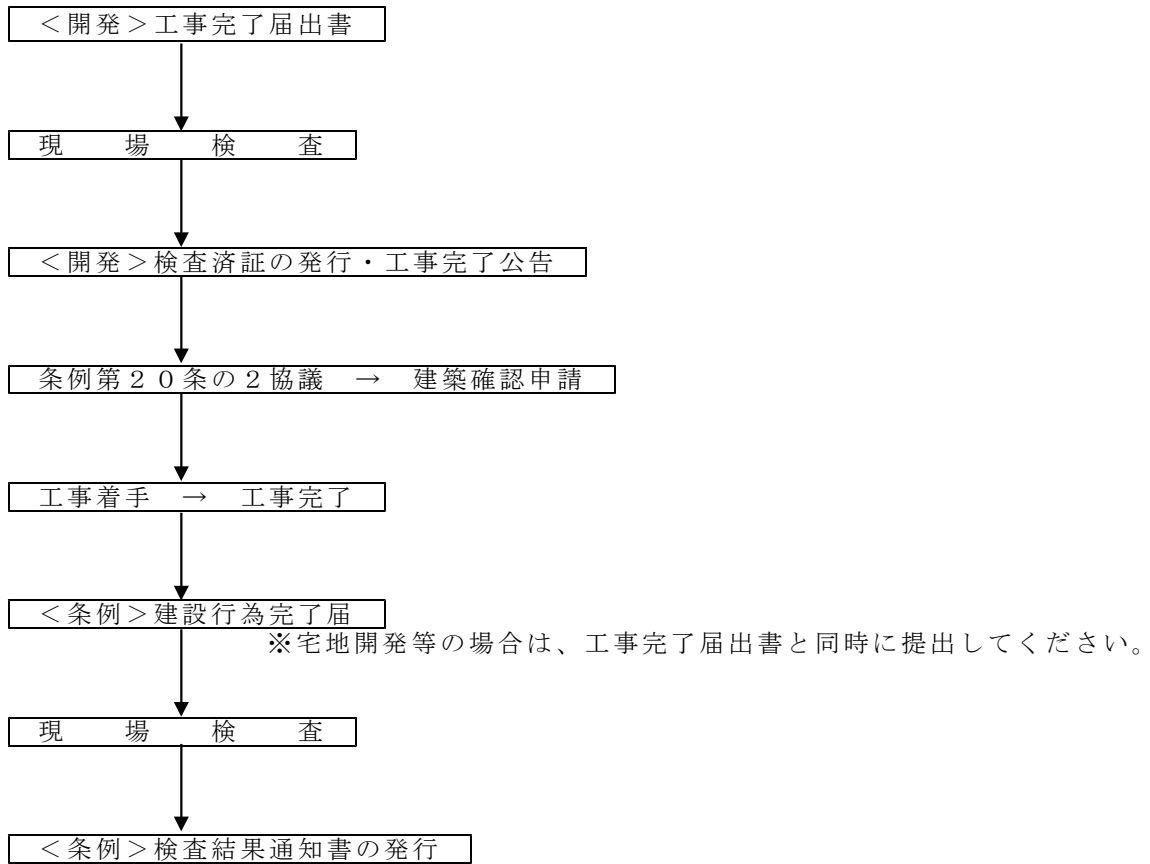 ＜開発＞工事完了届出書
現　場　検　査
＜開発＞検査済証の発行・工事完了公告
条例第２０条の２協議　→　建築確認申請
工事着手　→　工事完了
＜条例＞建設行為完了届
※宅地開発等の場合は、工事完了届出書と同時に提出してください。
現　場　検　査
＜条例＞検査結果通知書の発行